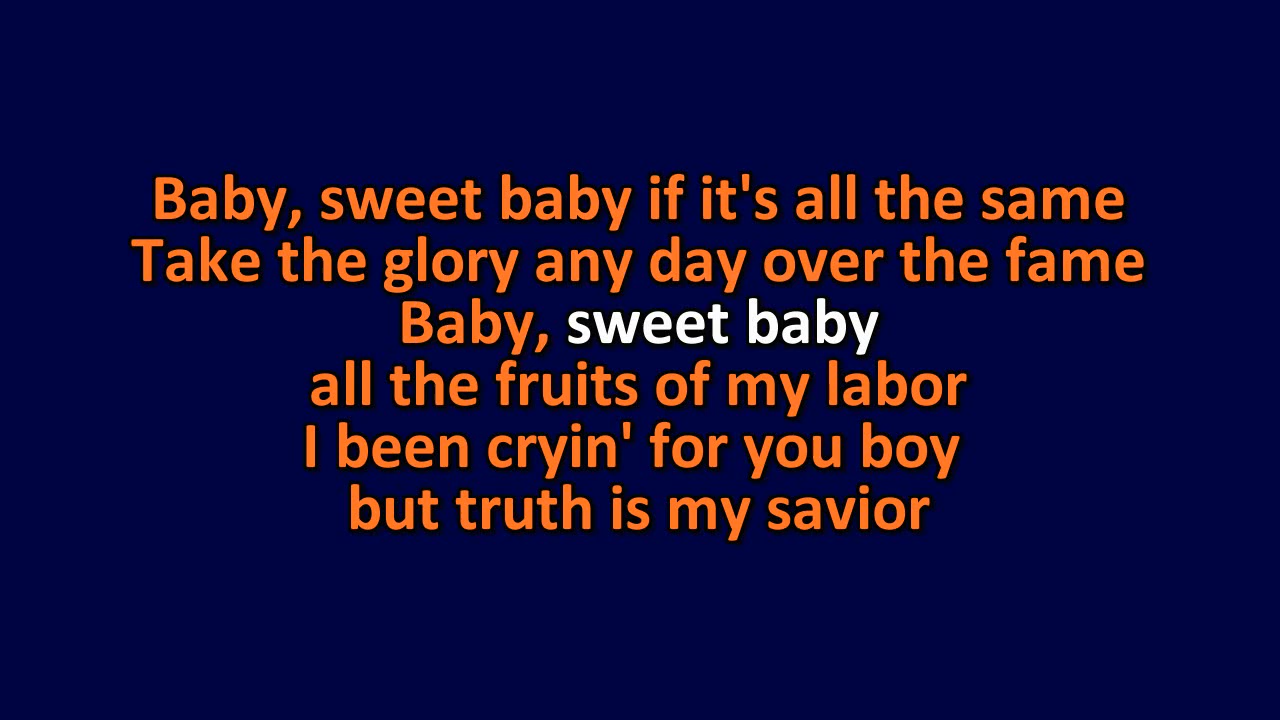 Baby, sweet baby if it's all the same
Take the glory any day over the fame
Baby, sweet baby
all the fruits of my labor
I been cryin' for you boy
but truth is my savior